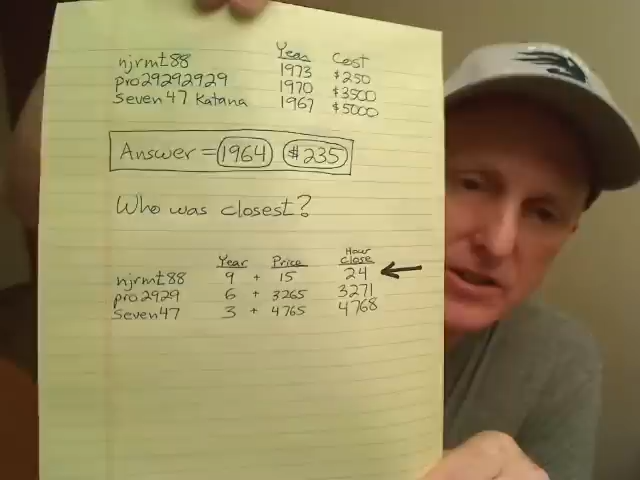 Year Cost
njrmt88 1973 $250
pro29292929 1970 $3500
Seven47 Katana 1967 $5000
Answer = 1964 $235
Who was closest?
Year Price How close
njrmt88 9 + 15 24
pro2929 6 + 3265 3271
Seven47 3 + 4765 4768